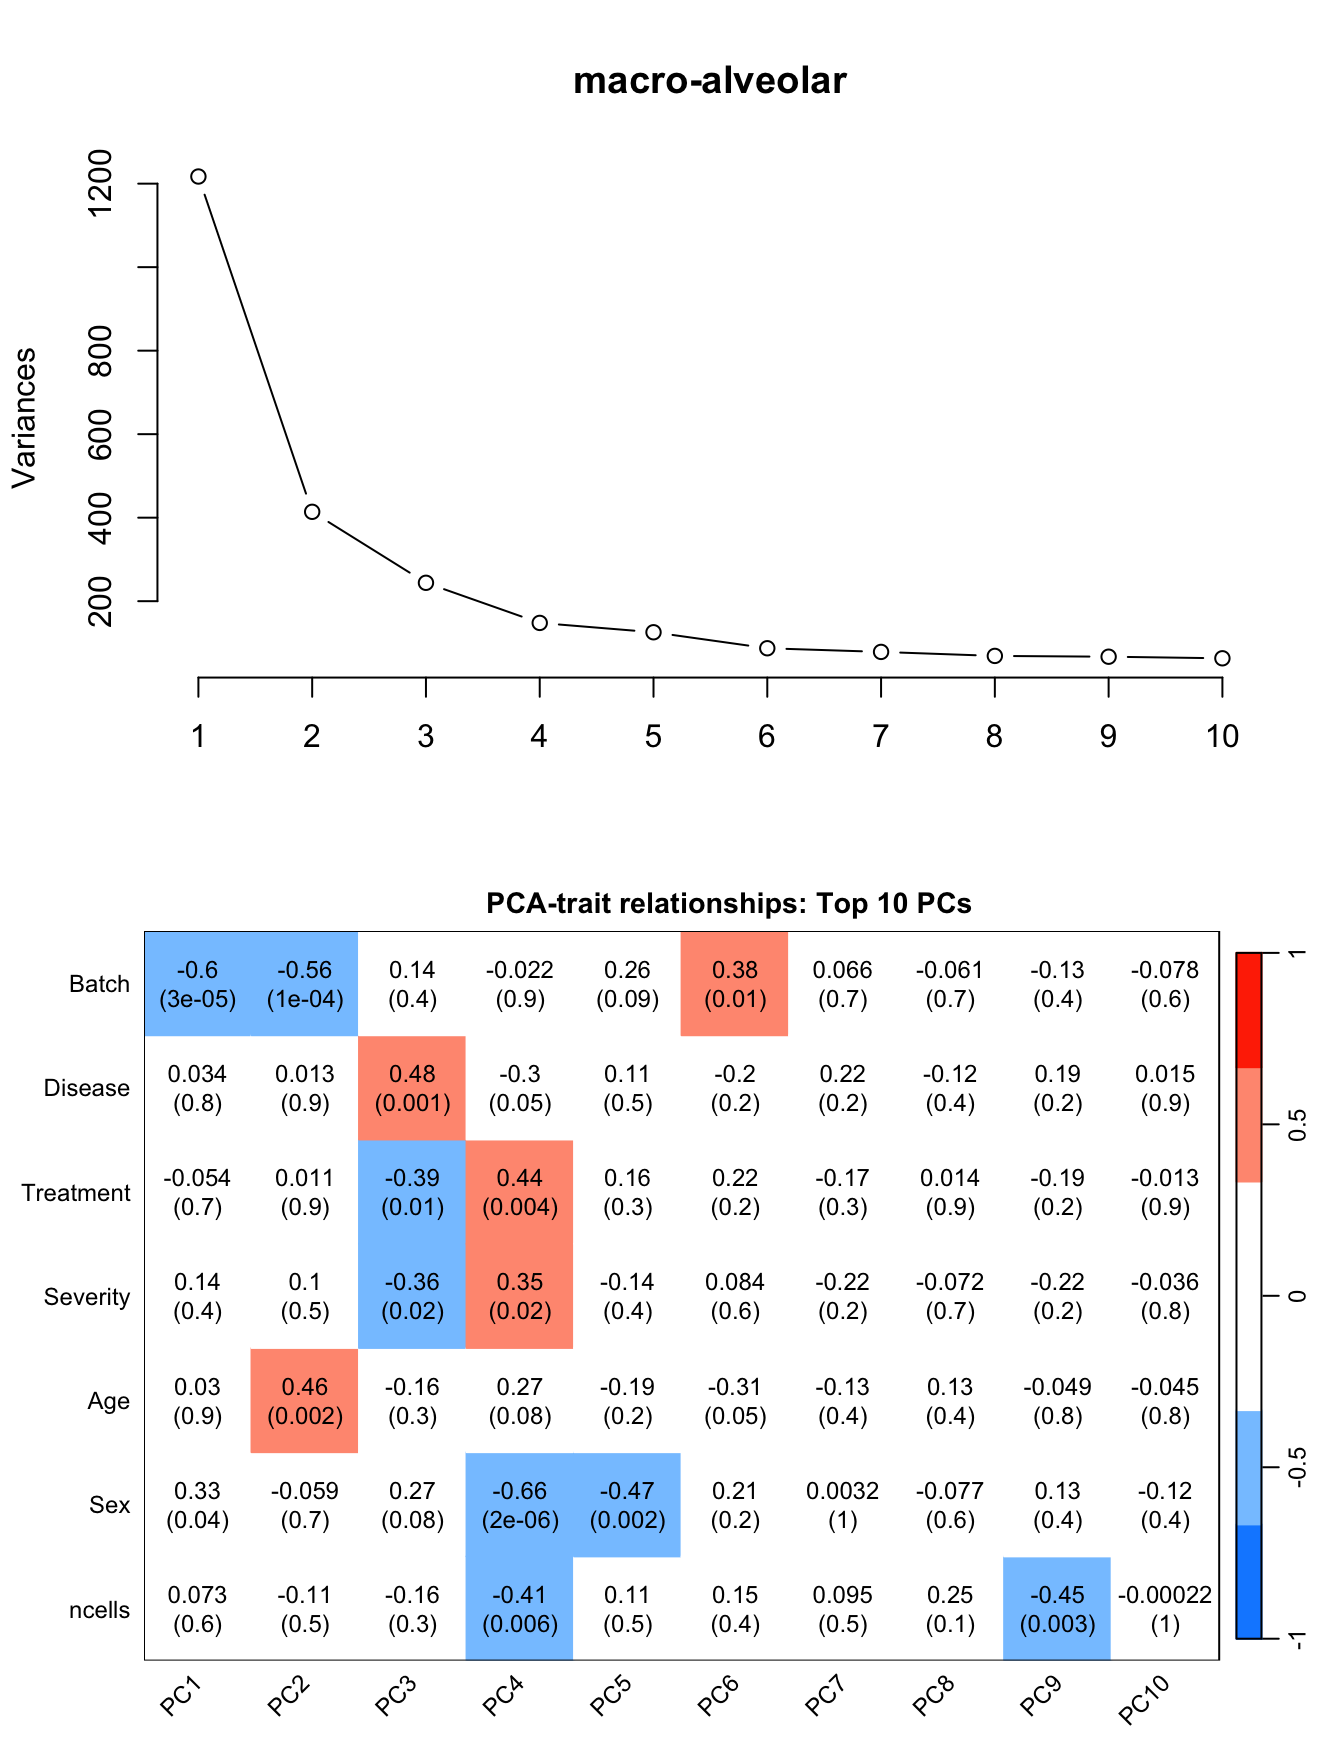 macro-alveolar
Variances
1200
800
600
400
200
1 2 3 4 5 6 7 8 9 10
PCA-trait relationships: Top 10 PCs
Batch -0.6 -0.56 0.14 -0.022 0.26 0.38 0.066 -0.061 -0.13 -0.078
(3e-05) (1e-04) (0.4) (0.9) (0.09) (0.01) (0.7) (0.7) (0.4) (0.6)
Disease 0.034 0.013 0.48 -0.3 0.11 -0.2 0.22 -0.12 0.19 0.015
(0.8) (0.9) (0.001) (0.05) (0.5) (0.2) (0.2) (0.4) (0.2) (0.9)
Treatment -0.054 0.011 -0.39 0.44 0.16 0.22 -0.17 0.014 -0.19 -0.013
(0.7) (0.9) (0.01) (0.004) (0.3) (0.2) (0.3) (0.9) (0.2) (0.9)
Severity 0.14 0.1 -0.36 0.35 -0.14 0.084 -0.22 -0.072 -0.22 -0.036
(0.4) (0.5) (0.02) (0.02) (0.4) (0.6) (0.2) (0.7) (0.2) (0.8)
Age 0.03 0.46 -0.16 0.27 -0.19 -0.31 -0.13 0.13 -0.049 -0.045
(0.9) (0.002) (0.3) (0.08) (0.2) (0.05) (0.4) (0.4) (0.8) (0.8)
Sex 0.33 -0.059 0.27 -0.66 -0.47 0.21 0.0032 -0.077 0.13 -0.12
(0.04) (0.7) (0.08) (2e-06) (0.002) (0.2) (1) (0.6) (0.4) (0.4)
ncells 0.073 -0.11 -0.16 -0.41 0.11 0.15 0.095 0.25 -0.45 -0.00022
(0.6) (0.5) (0.3) (0.006) (0.5) (0.4) (0.5) (0.1) (0.003) (1)
PC1 PC2 PC3 PC4 PC5 PC6 PC7 PC8 PC9 PC10
1
0.5
0
-0.5
-1